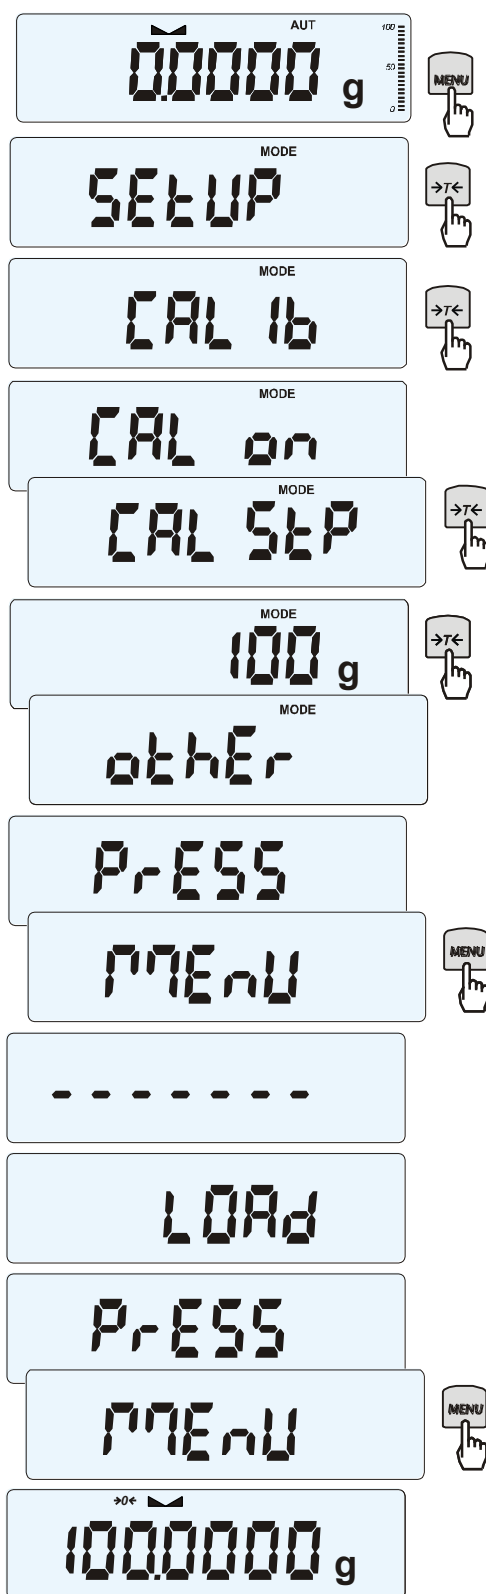 AUT
100
0.0000 g
50
0
MENU
MODE
SEtUP
→T←
MODE
CAL Ib
→T←
MODE
CAL on
MODE
CAL StP
→T←
MODE
100 g
→T←
MODE
othEr
PrESS
MEnU
MENU
- - - - - - -
LOAd
PrESS
MEnU
MENU
→0←
100.0000 g